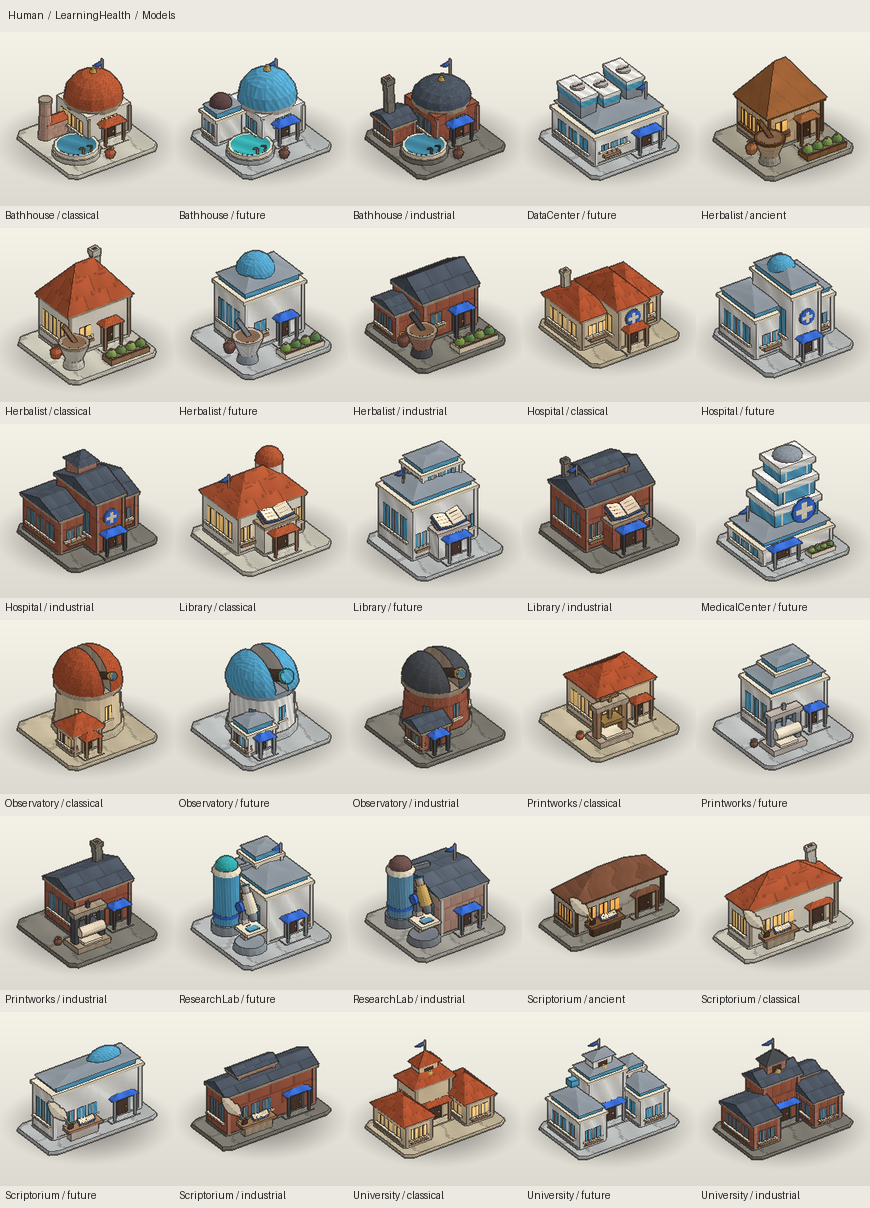 Human / LearningHealth / Models
Bathhouse / classical
Bathhouse / future
Bathhouse / industrial
DataCenter / future
Herbalist / ancient
Herbalist / classical
Herbalist / future
Herbalist / industrial
Hospital / classical
Hospital / future
Hospital / industrial
Library / classical
Library / future
Library / industrial
MedicalCenter / future
Observatory / classical
Observatory / future
Observatory / industrial
Printworks / classical
Printworks / future
Printworks / industrial
ResearchLab / future
ResearchLab / industrial
Scriptorium / ancient
Scriptorium / classical
Scriptorium / future
Scriptorium / industrial
University / classical
University / future
University / industrial